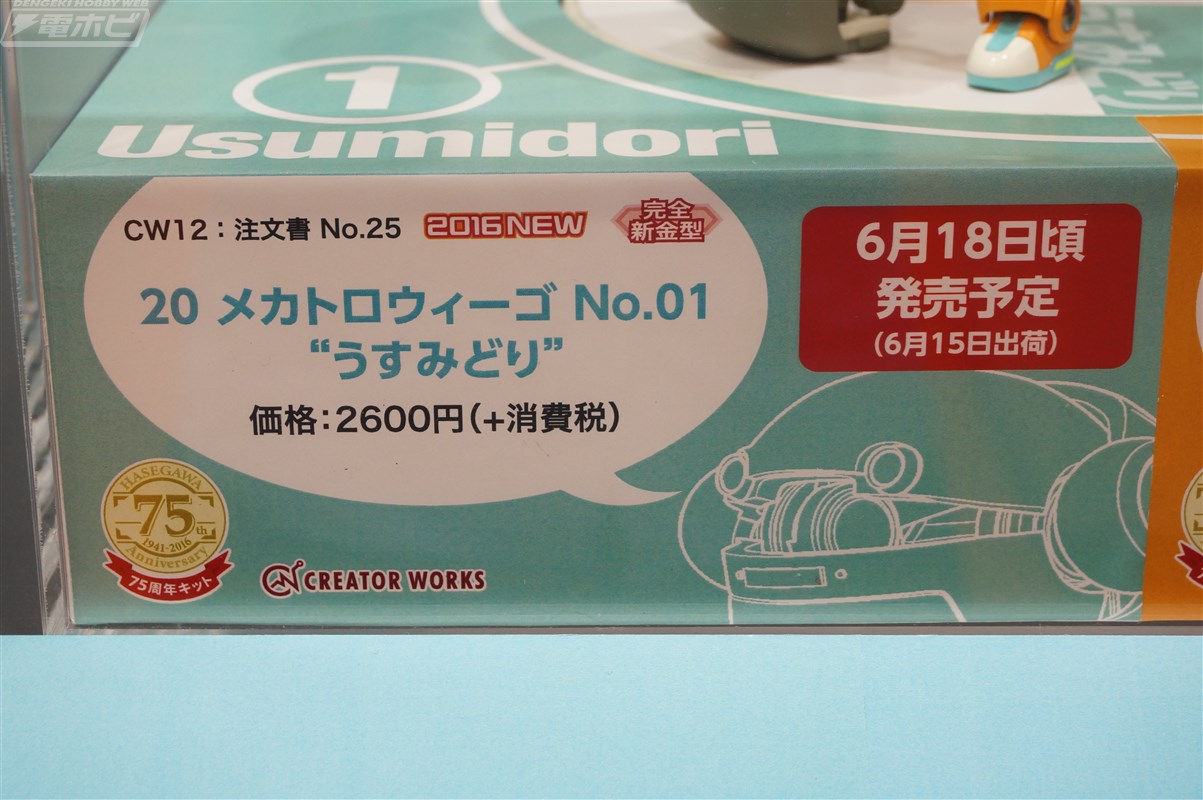 DENGEKI HOBBY WEB
電ホビ
1
Usumidori
CW12：注文書 No.25 2016 NEW 完全新金型
20 メカトロウィーゴ No.01
“うすみどり”
価格：2600円（＋消費税）
6月18日頃
発売予定
（6月15日出荷）
HASEGAWA
75th
1941-2016
Anniversary
75周年キット
CREATOR WORKS